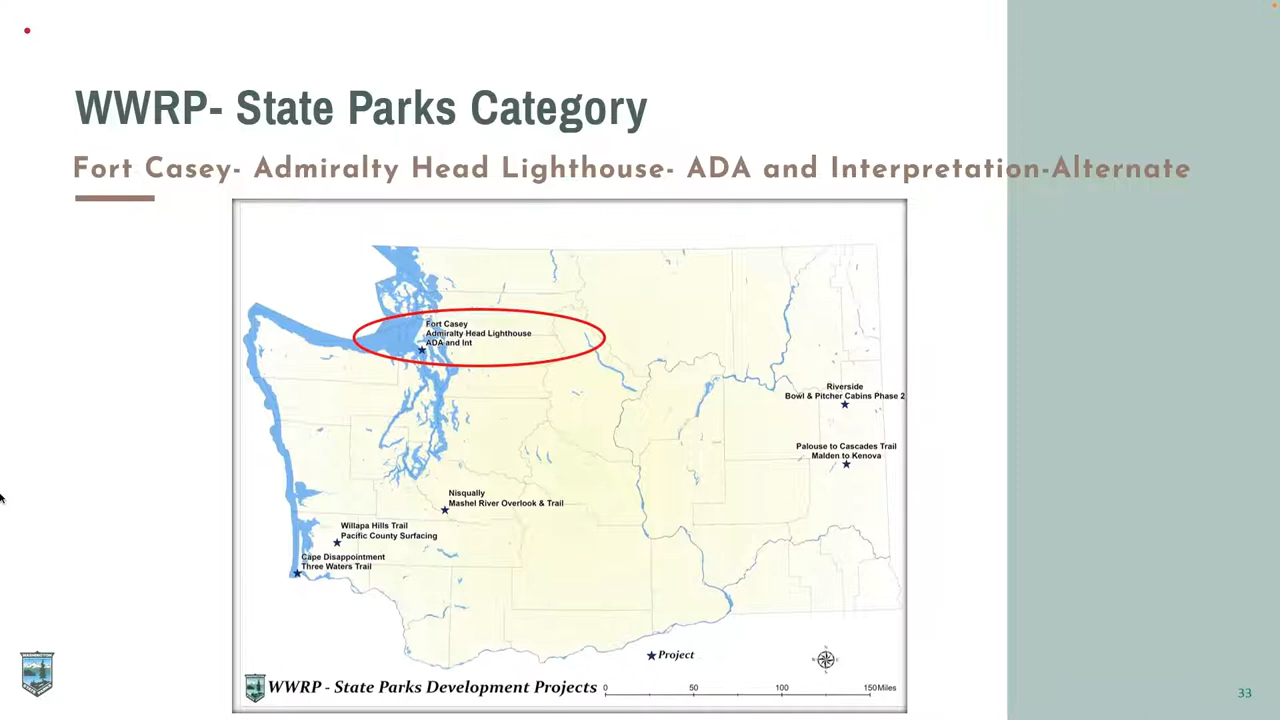 WWRP- State Parks Category
Fort Casey- Admiralty Head Lighthouse- ADA and Interpretation-Alternate
Fort Casey
Admiralty Head Lighthouse
ADA and Int
Riverside
Bowl & Pitcher Cabins Phase 2
Palouse to Cascades Trail
Malden to Kenova
Nisqually
Mashel River Overlook & Trail
Willapa Hills Trail
Pacific County Surfacing
Cape Disappointment
Three Waters Trail
Project
WWRP - State Parks Development Projects
0 50 100 150 Miles
33